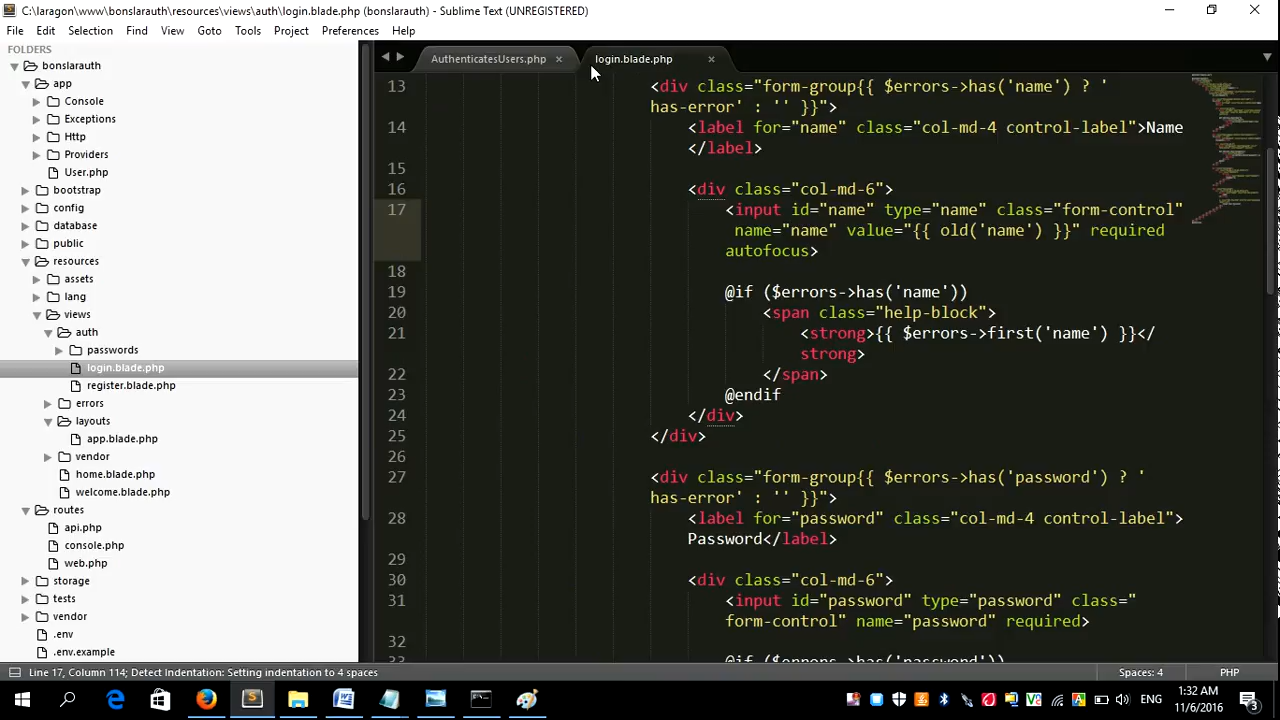 C:\laragon\www\bonslarauth\resources\views\auth\login.blade.php (bonslarauth) - Sublime Text (UNREGISTERED)
File Edit Selection Find View Goto Tools Project Preferences Help
FOLDERS
bonslarauth
app
Console
Exceptions
Http
Providers
User.php
bootstrap
config
database
public
resources
assets
lang
views
auth
passwords
login.blade.php
register.blade.php
errors
layouts
app.blade.php
vendor
home.blade.php
welcome.blade.php
routes
api.php
console.php
web.php
storage
tests
vendor
.env
.env.example
AuthenticatesUsers.php × login.blade.php ×
13 <div class="form-group{{ $errors->has('name') ? '
has-error' : '' }}">
14 <label for="name" class="col-md-4 control-label">Name
</label>
15
16 <div class="col-md-6">
17 <input id="name" type="name" class="form-control"
name="name" value="{{ old('name') }}" required
autofocus>
18
19 @if ($errors->has('name'))
20 <span class="help-block">
21 <strong>{{ $errors->first('name') }}</
strong>
22 </span>
23 @endif
24 </div>
25 </div>
26
27 <div class="form-group{{ $errors->has('password') ? '
has-error' : '' }}">
28 <label for="password" class="col-md-4 control-label">
Password</label>
29
30 <div class="col-md-6">
31 <input id="password" type="password" class="
form-control" name="password" required>
32
33 @if ($errors->has('password'))
Line 17, Column 114; Detect Indentation: Setting indentation to 4 spaces Spaces: 4 PHP
ENG 1:32 AM
11/6/2016